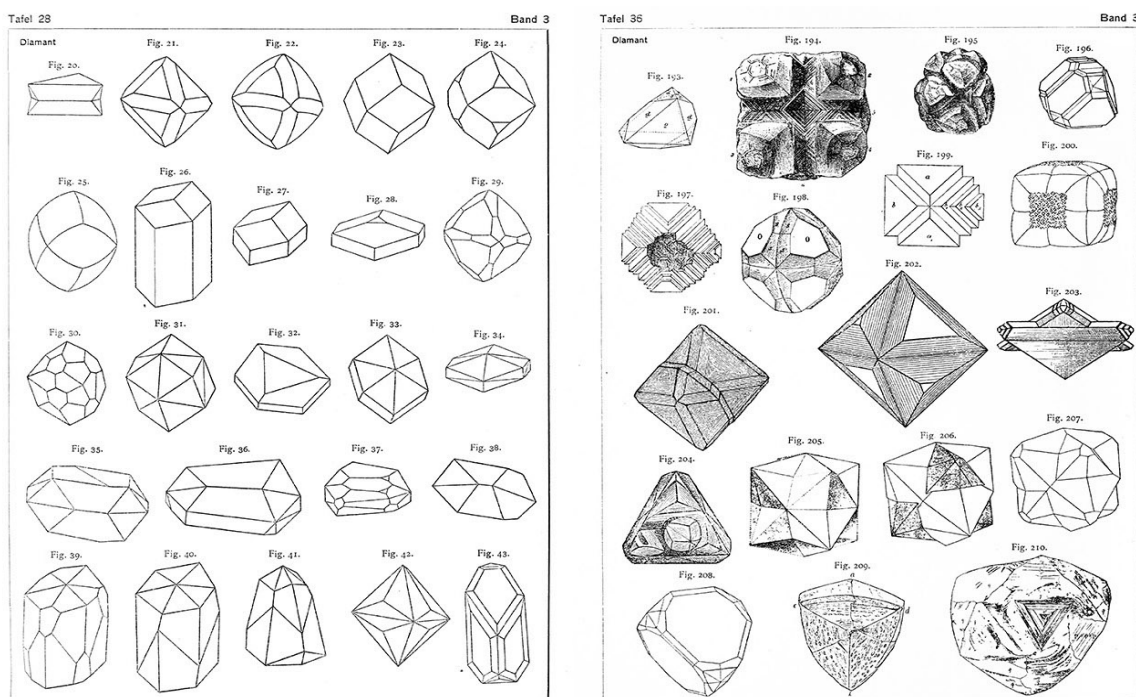 Tafel 28 Band 3
Diamant
Fig. 20. Fig. 21. Fig. 22. Fig. 23. Fig. 24.
Fig. 25. Fig. 26. Fig. 27. Fig. 28. Fig. 29.
Fig. 30. Fig. 31. Fig. 32. Fig. 33. Fig. 34.
Fig. 35. Fig. 36. Fig. 37. Fig. 38.
Fig. 39. Fig. 40. Fig. 41. Fig. 42. Fig. 43.
Tafel 36 Band 3
Diamant
Fig. 193. Fig. 194. Fig. 195 Fig. 196.
Fig. 197. Fig. 198. Fig. 199. Fig. 200.
a
b
a
o o
Fig. 201. Fig. 202. Fig. 203.
Fig. 204. Fig. 205. Fig 206. Fig. 207.
Fig. 208. Fig. 209. Fig. 210.
a
c d